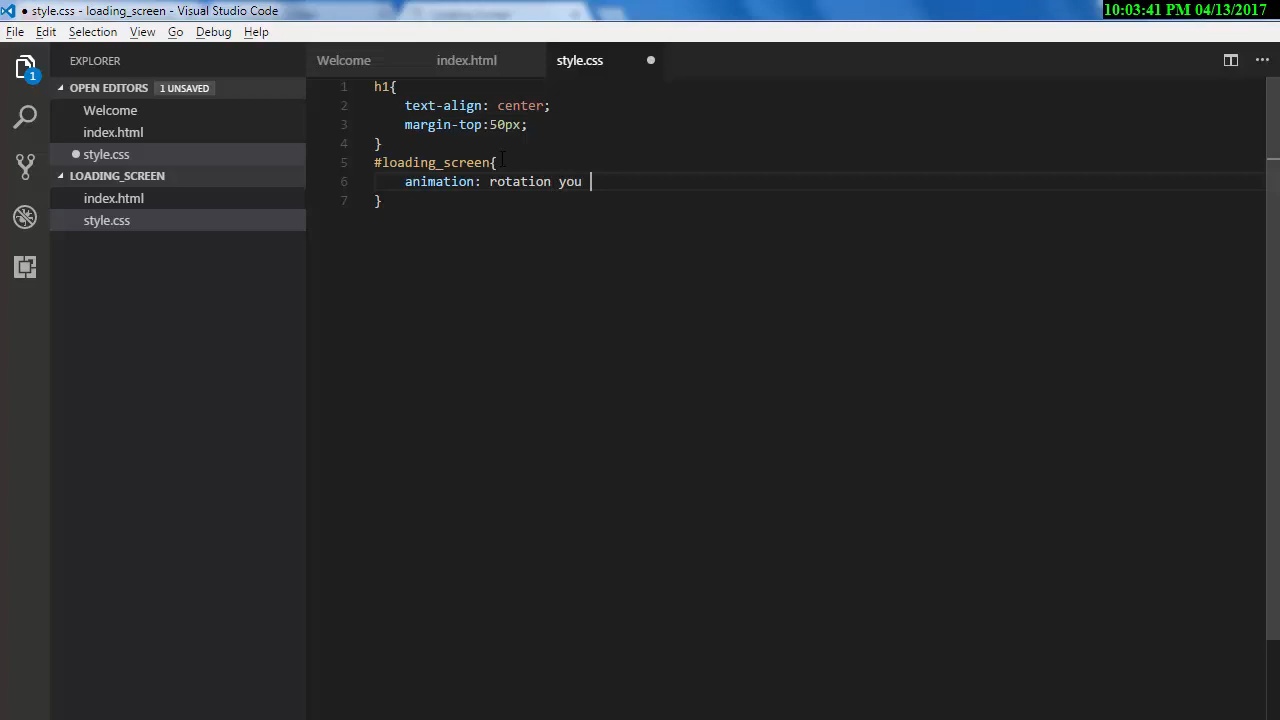 ● style.css - loading_screen - Visual Studio Code
10:03:41 PM 04/13/2017
File Edit Selection View Go Debug Help
EXPLORER
OPEN EDITORS 1 UNSAVED
Welcome
index.html
style.css
LOADING_SCREEN
index.html
style.css
1
Welcome index.html style.css
1 h1{
2 text-align: center;
3 margin-top:50px;
4 }
5 #loading_screen{
6 animation: rotation you
7 }